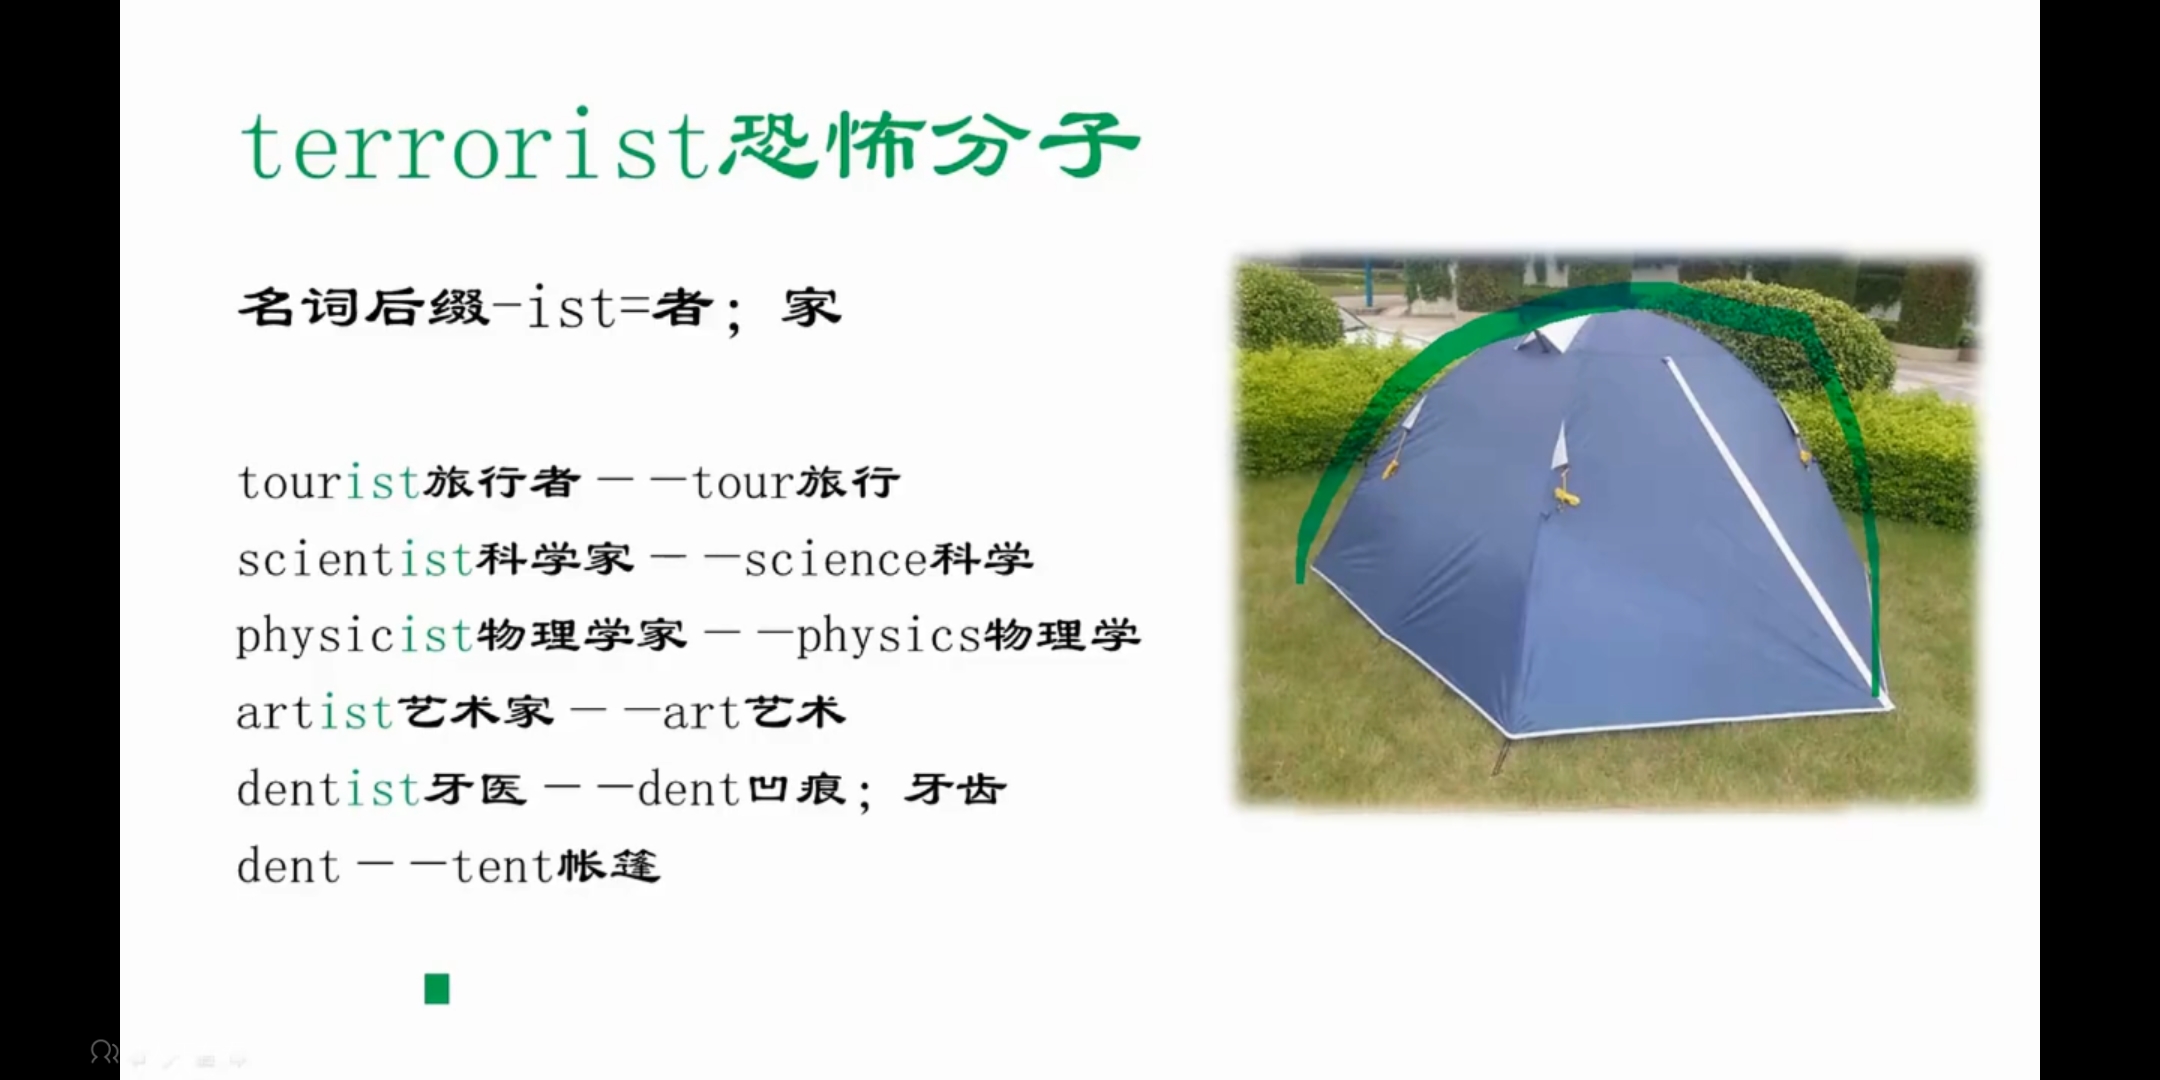 terrorist恐怖分子
名词后缀-ist=者；家
tourist旅行者－－tour旅行
scientist科学家－－science科学
physicist物理学家－－physics物理学
artist艺术家－－art艺术
dentist牙医－－dent凹痕；牙齿
dent－－tent帐篷